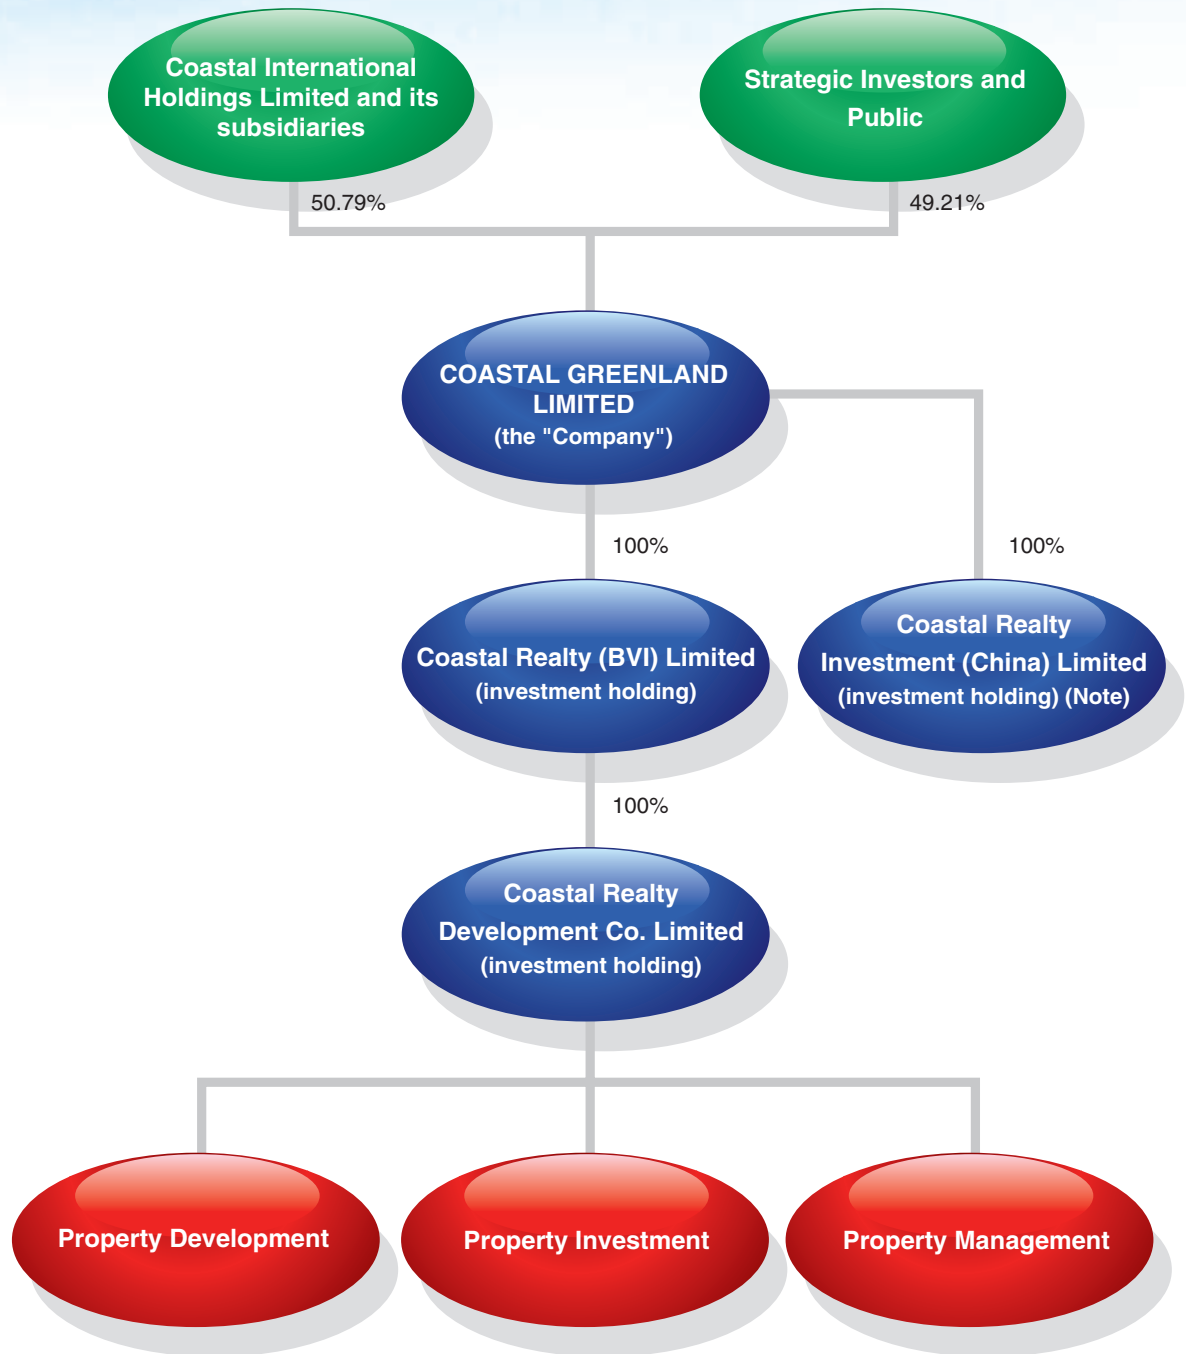 Coastal International
Holdings Limited and its
subsidiaries
Strategic Investors and
Public
50.79%
49.21%
COASTAL GREENLAND
LIMITED
(the "Company")
100%
100%
Coastal Realty (BVI) Limited
(investment holding)
Coastal Realty
Investment (China) Limited
(investment holding) (Note)
100%
Coastal Realty
Development Co. Limited
(investment holding)
Property Development
Property Investment
Property Management